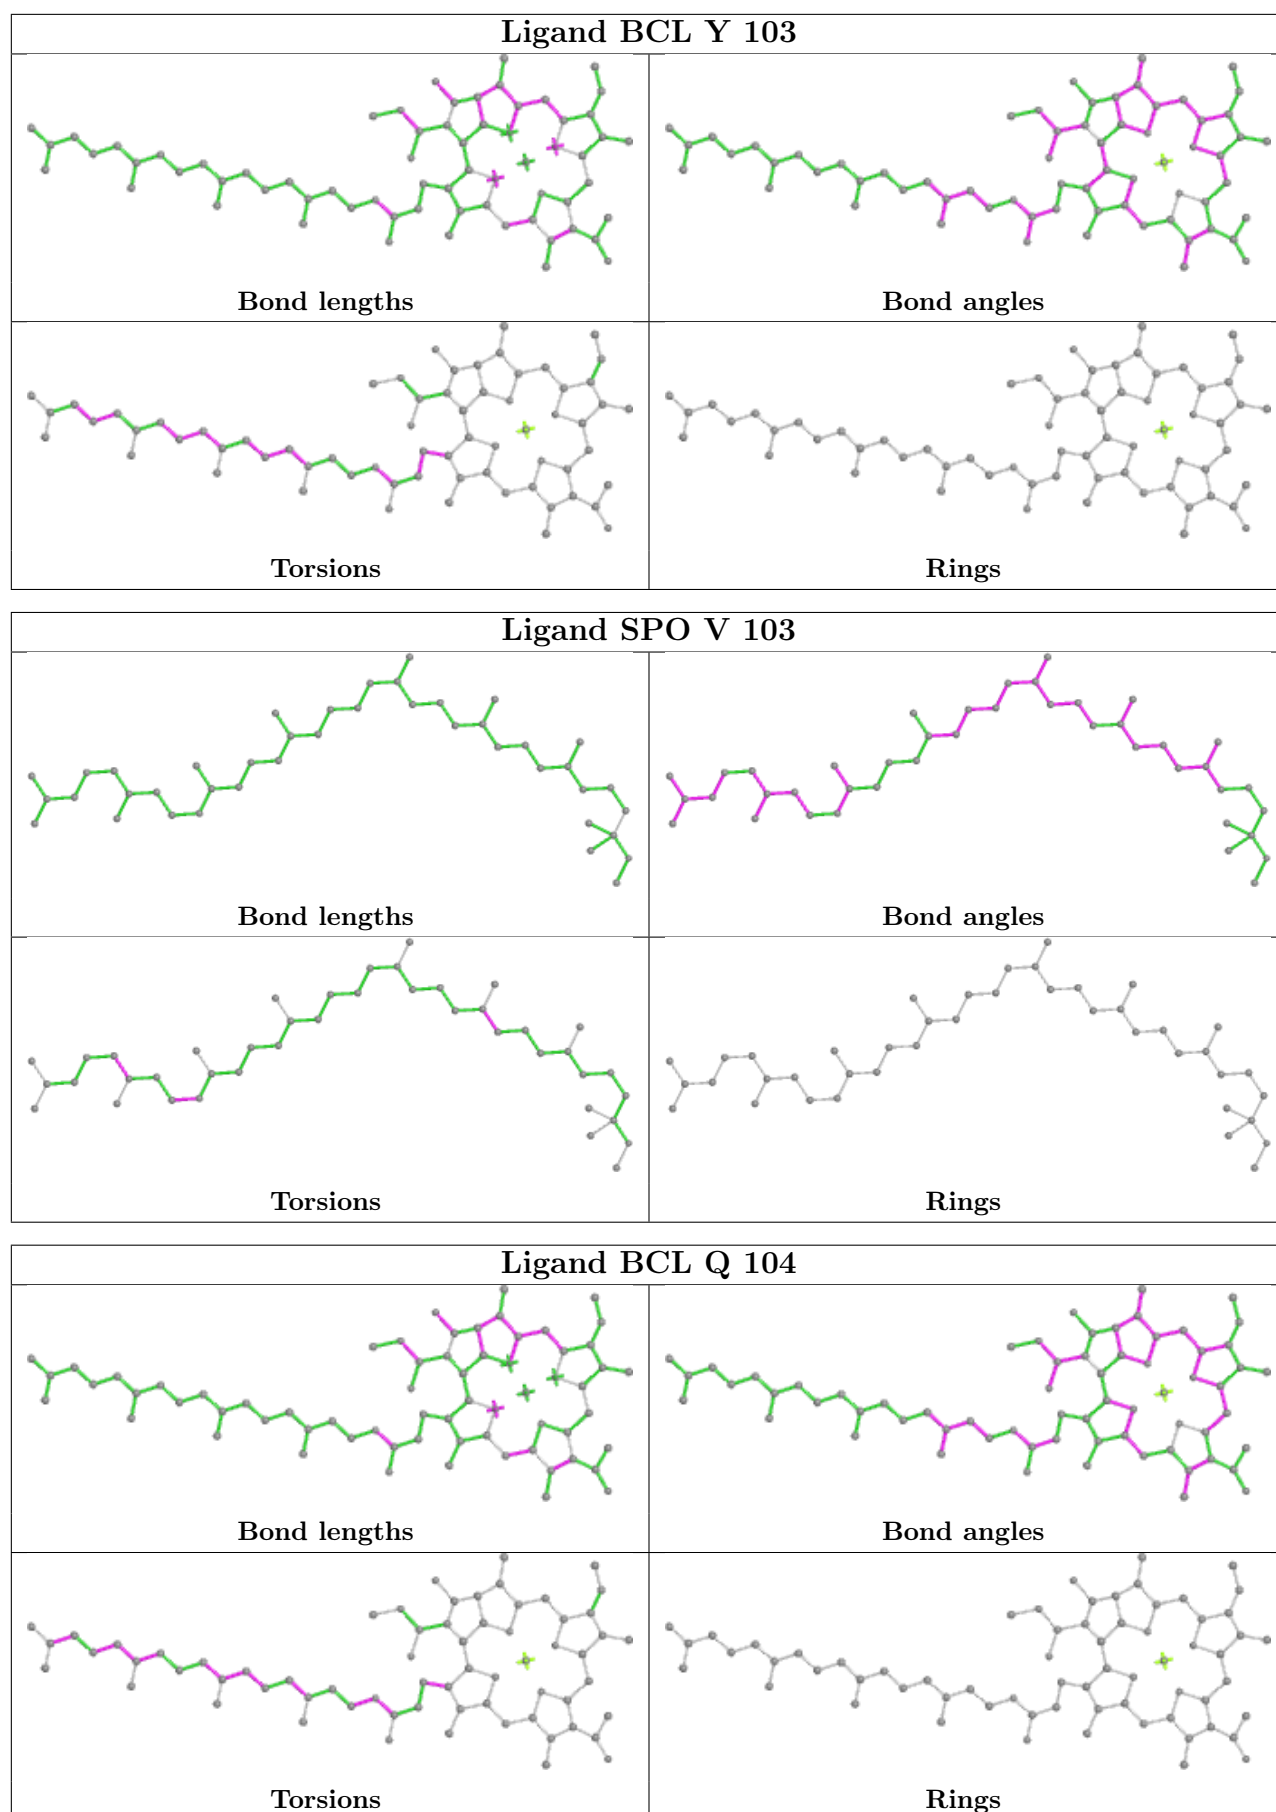 Ligand BCL Y 103
Bond lengths
Bond angles
Torsions
Rings
Ligand SPO V 103
Bond lengths
Bond angles
Torsions
Rings
Ligand BCL Q 104
Bond lengths
Bond angles
Torsions
Rings